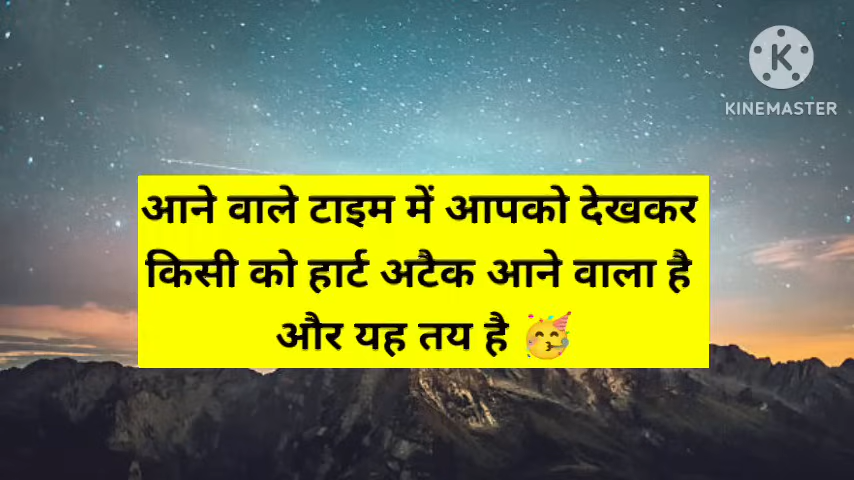 KINEMASTER
आने वाले टाइम में आपको देखकर
किसी को हार्ट अटैक आने वाला है
और यह तय है 🥳